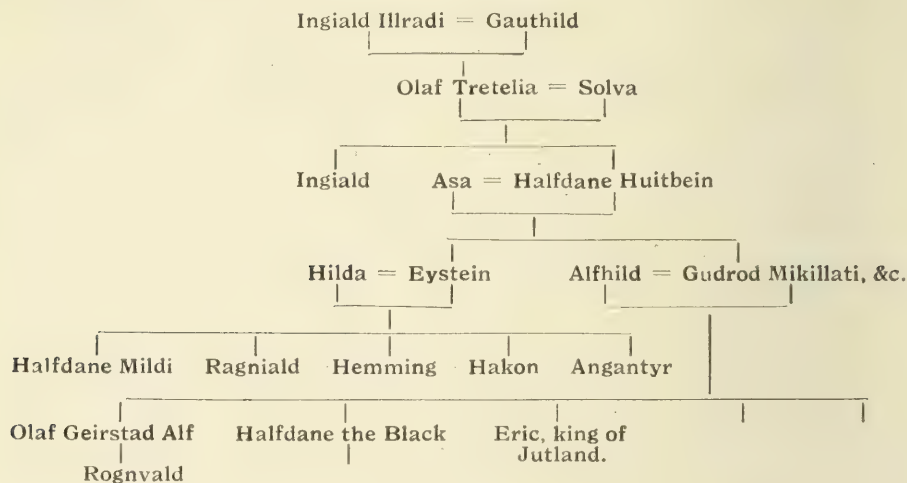 Ingiald Illradi = Gauthild
Olaf Tretelia = Solva
Ingiald Asa = Halfdane Huitbein
Hilda = Eystein Alfhild = Gudrod Mikillati, &c.
Halfdane Mildi Ragniald Hemming Hakon Angantyr
Olaf Geirstad Alf Halfdane the Black Eric, king of
Jutland.
Rognvald